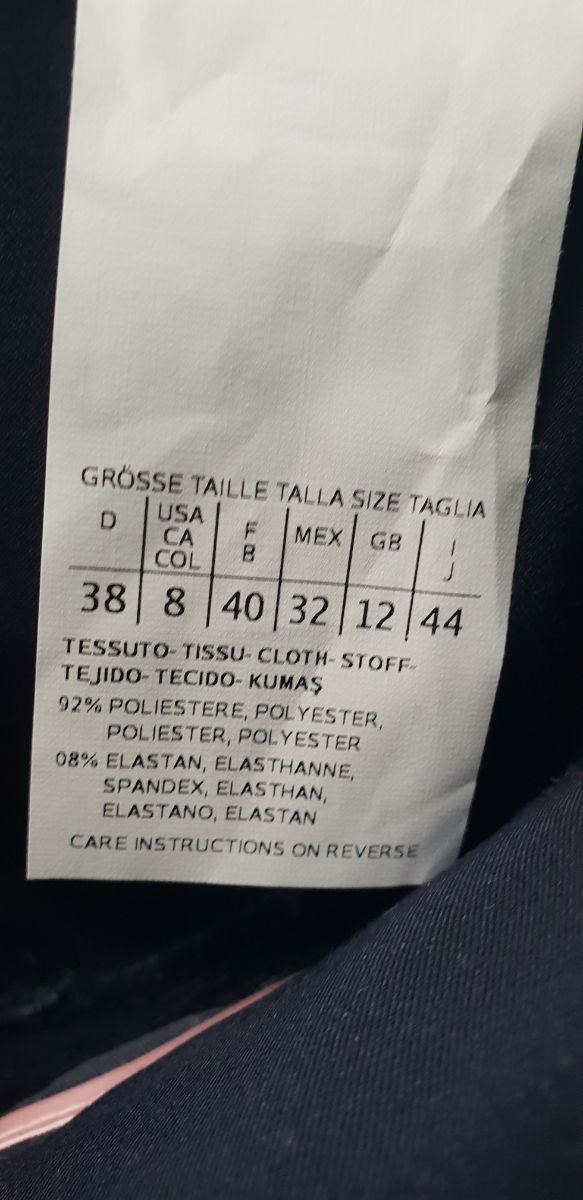 GRÖSSE TAILLE TALLA SIZE TAGLIA
D USA CA COL F B MEX GB I J
38 8 40 32 12 44
TESSUTO- TISSU- CLOTH- STOFF-
TEJIDO- TECIDO- KUMAŞ
92% POLIESTERE, POLYESTER,
POLIESTER, POLYESTER
08% ELASTAN, ELASTHANNE,
SPANDEX, ELASTHAN,
ELASTANO, ELASTAN
CARE INSTRUCTIONS ON REVERSE